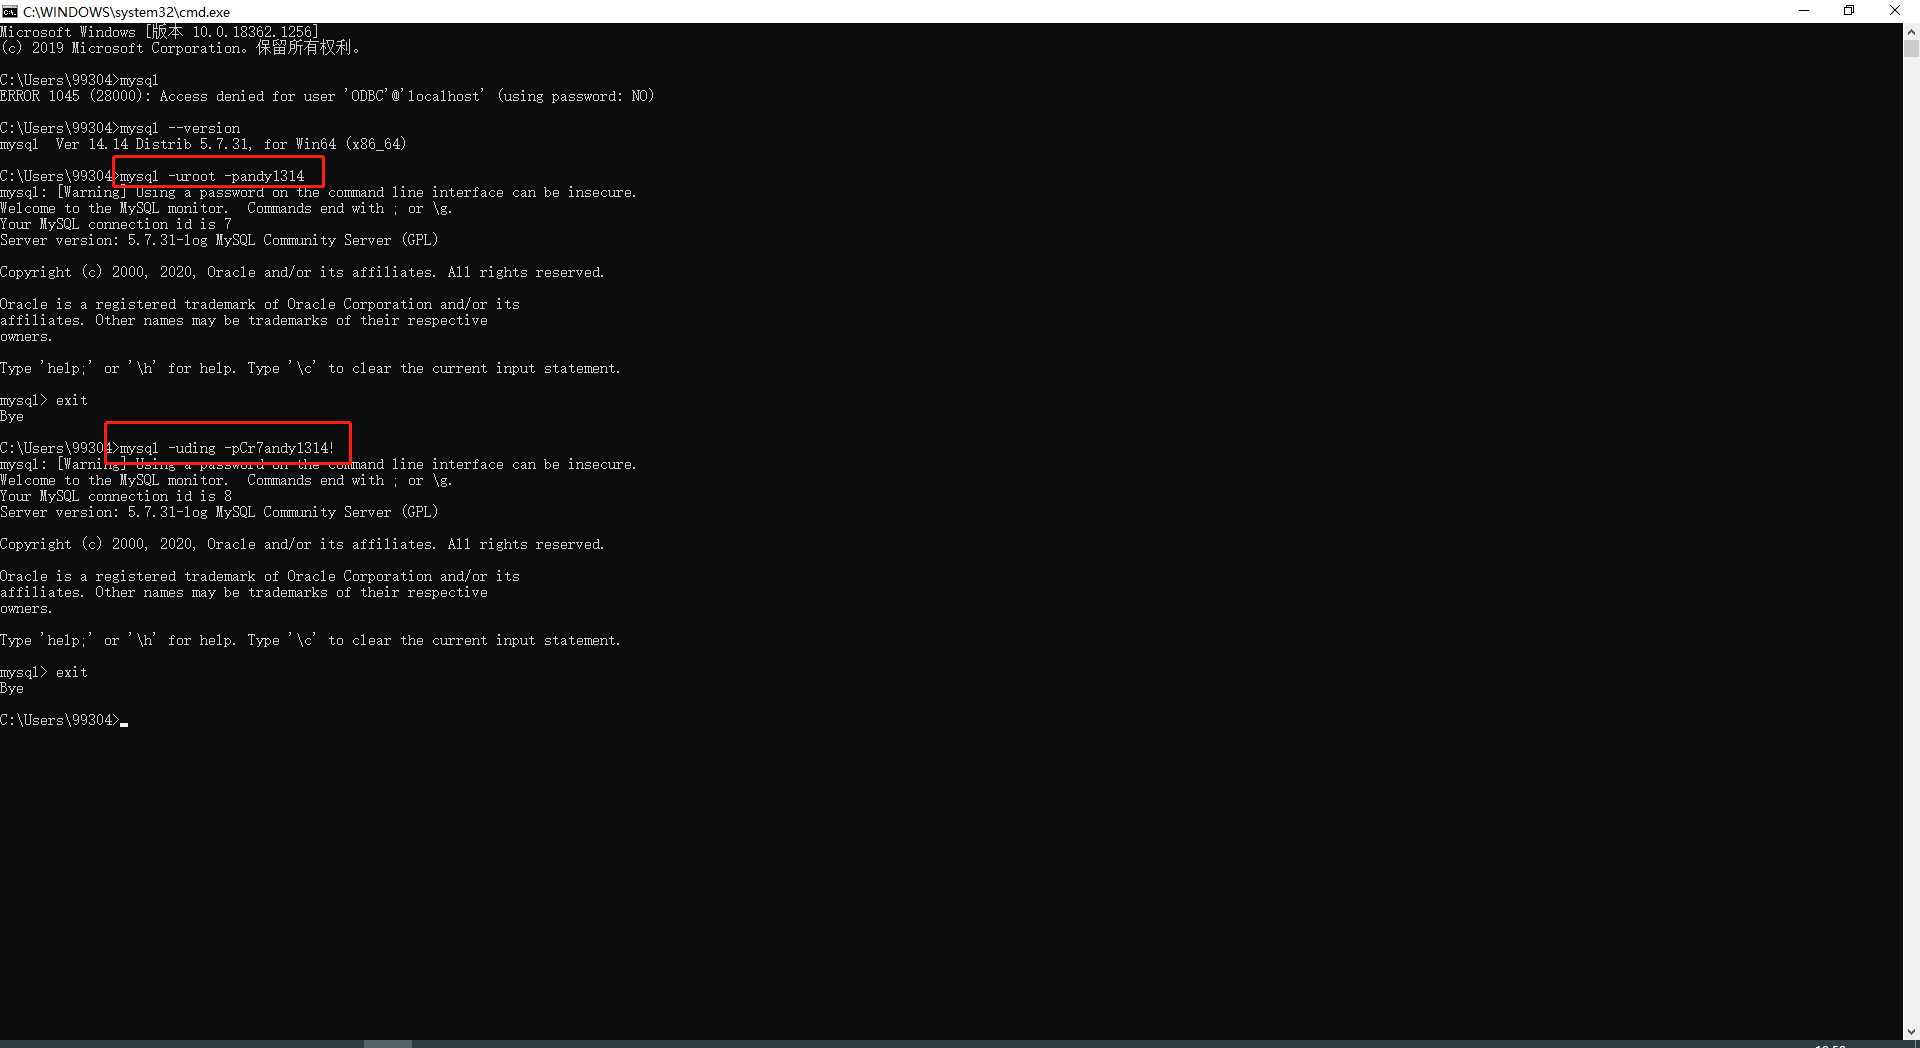 C:\WINDOWS\system32\cmd.exe
Microsoft Windows [版本 10.0.18362.1256]
(c) 2019 Microsoft Corporation。保留所有权利。
C:\Users\99304>mysql
ERROR 1045 (28000): Access denied for user 'ODBC'@'localhost' (using password: NO)
C:\Users\99304>mysql --version
mysql  Ver 14.14 Distrib 5.7.31, for Win64 (x86_64)
C:\Users\99304>mysql -uroot -pandy1314
mysql: [Warning] Using a password on the command line interface can be insecure.
Welcome to the MySQL monitor.  Commands end with ; or \g.
Your MySQL connection id is 7
Server version: 5.7.31-log MySQL Community Server (GPL)
Copyright (c) 2000, 2020, Oracle and/or its affiliates. All rights reserved.
Oracle is a registered trademark of Oracle Corporation and/or its
affiliates. Other names may be trademarks of their respective
owners.
Type 'help;' or '\h' for help. Type '\c' to clear the current input statement.
mysql> exit
Bye
C:\Users\99304>mysql -uding -pCr7andy1314!
mysql: [Warning] Using a password on the command line interface can be insecure.
Welcome to the MySQL monitor.  Commands end with ; or \g.
Your MySQL connection id is 8
Server version: 5.7.31-log MySQL Community Server (GPL)
Copyright (c) 2000, 2020, Oracle and/or its affiliates. All rights reserved.
Oracle is a registered trademark of Oracle Corporation and/or its
affiliates. Other names may be trademarks of their respective
owners.
Type 'help;' or '\h' for help. Type '\c' to clear the current input statement.
mysql> exit
Bye
C:\Users\99304>